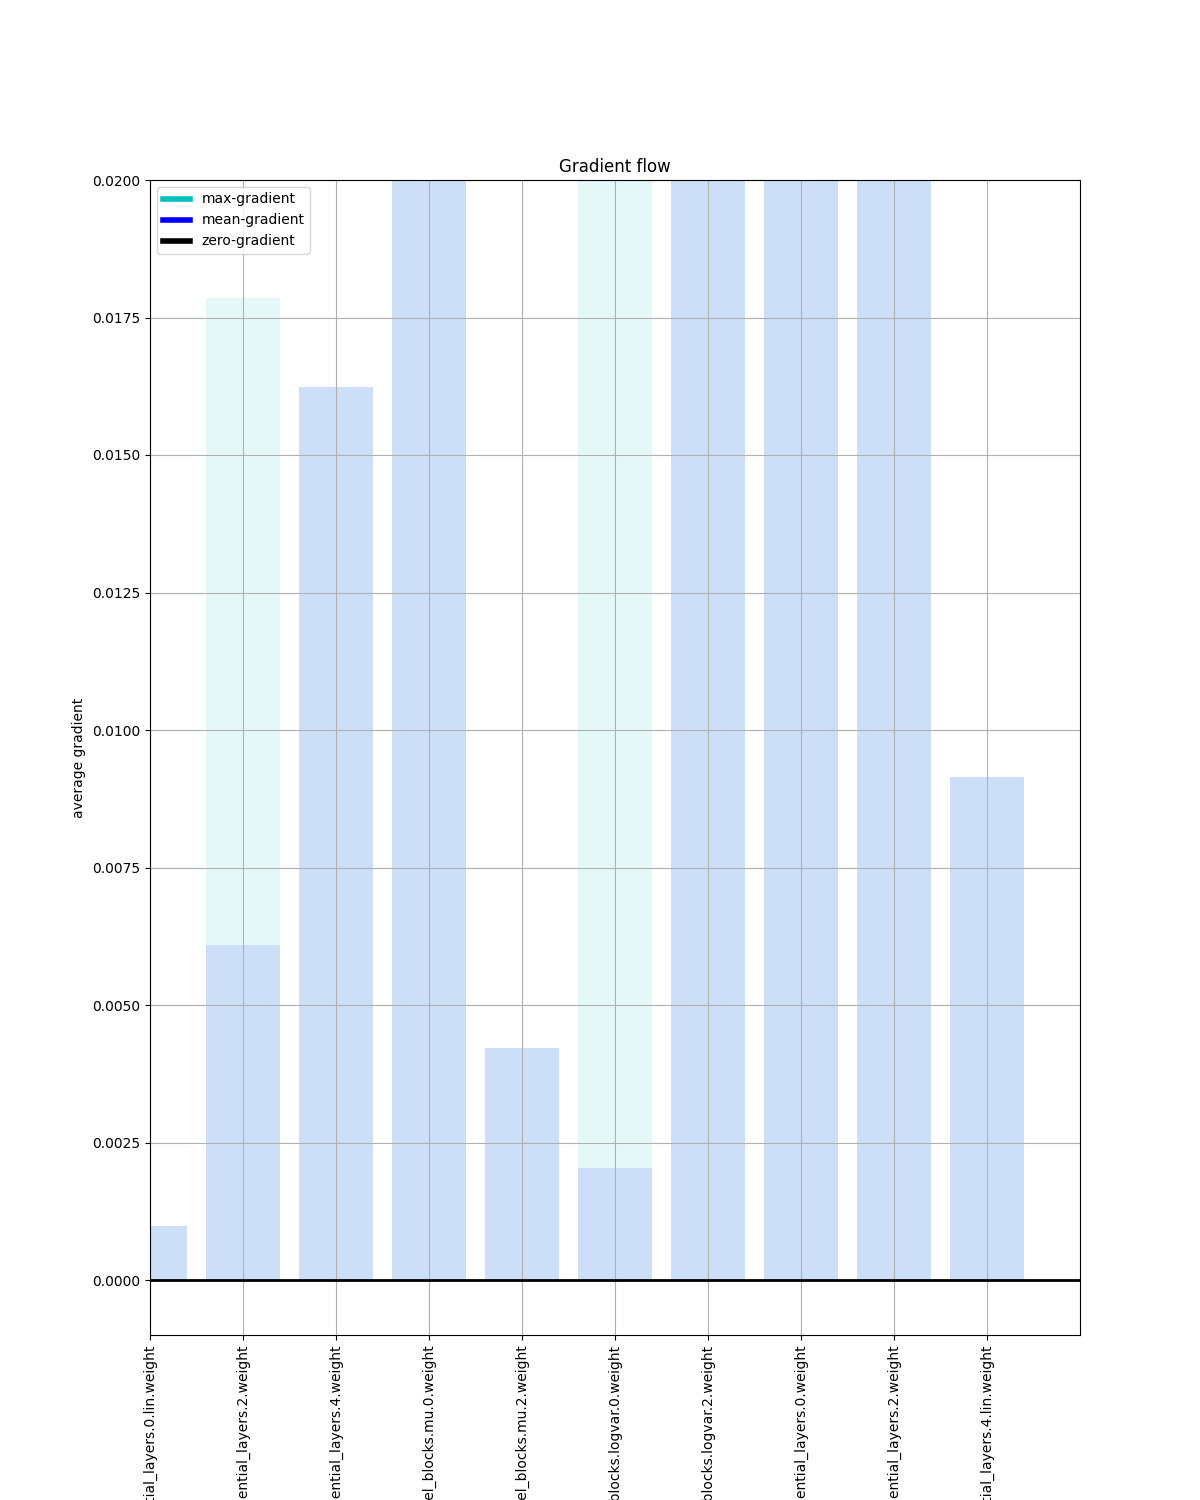 Gradient flow
max-gradient
mean-gradient
zero-gradient
0.0200
0.0175
0.0150
0.0125
0.0100
0.0075
0.0050
0.0025
0.0000
average gradient
tial_layers.0.lin.weight
ential_layers.2.weight
ential_layers.4.weight
el_blocks.mu.0.weight
el_blocks.mu.2.weight
blocks.logvar.0.weight
blocks.logvar.2.weight
ential_layers.0.weight
ential_layers.2.weight
tial_layers.4.lin.weight